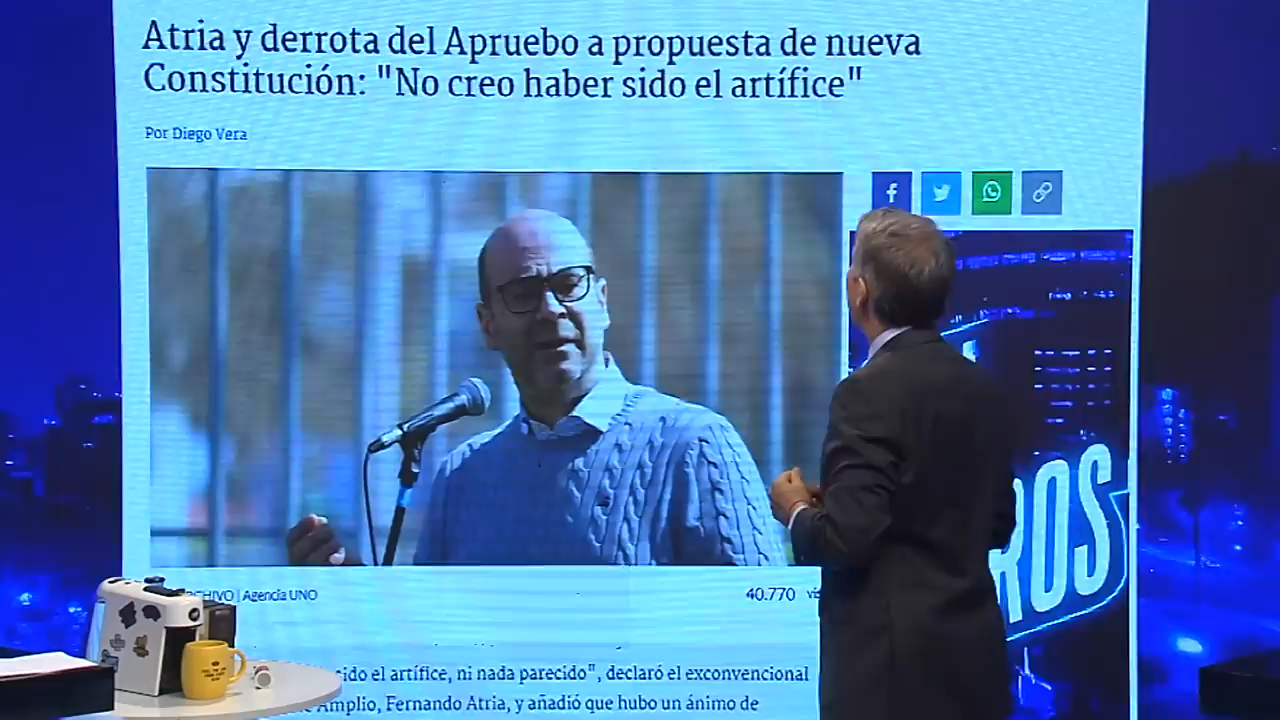 Atria y derrota del Apruebo a propuesta de nueva
Constitución: "No creo haber sido el artífice"
Por Diego Vera
| Agencia UNO
40.770
ROS
sido el artífice, ni nada parecido", declaró el exconvencional
Amplio, Fernando Atria, y añadió que hubo un ánimo de